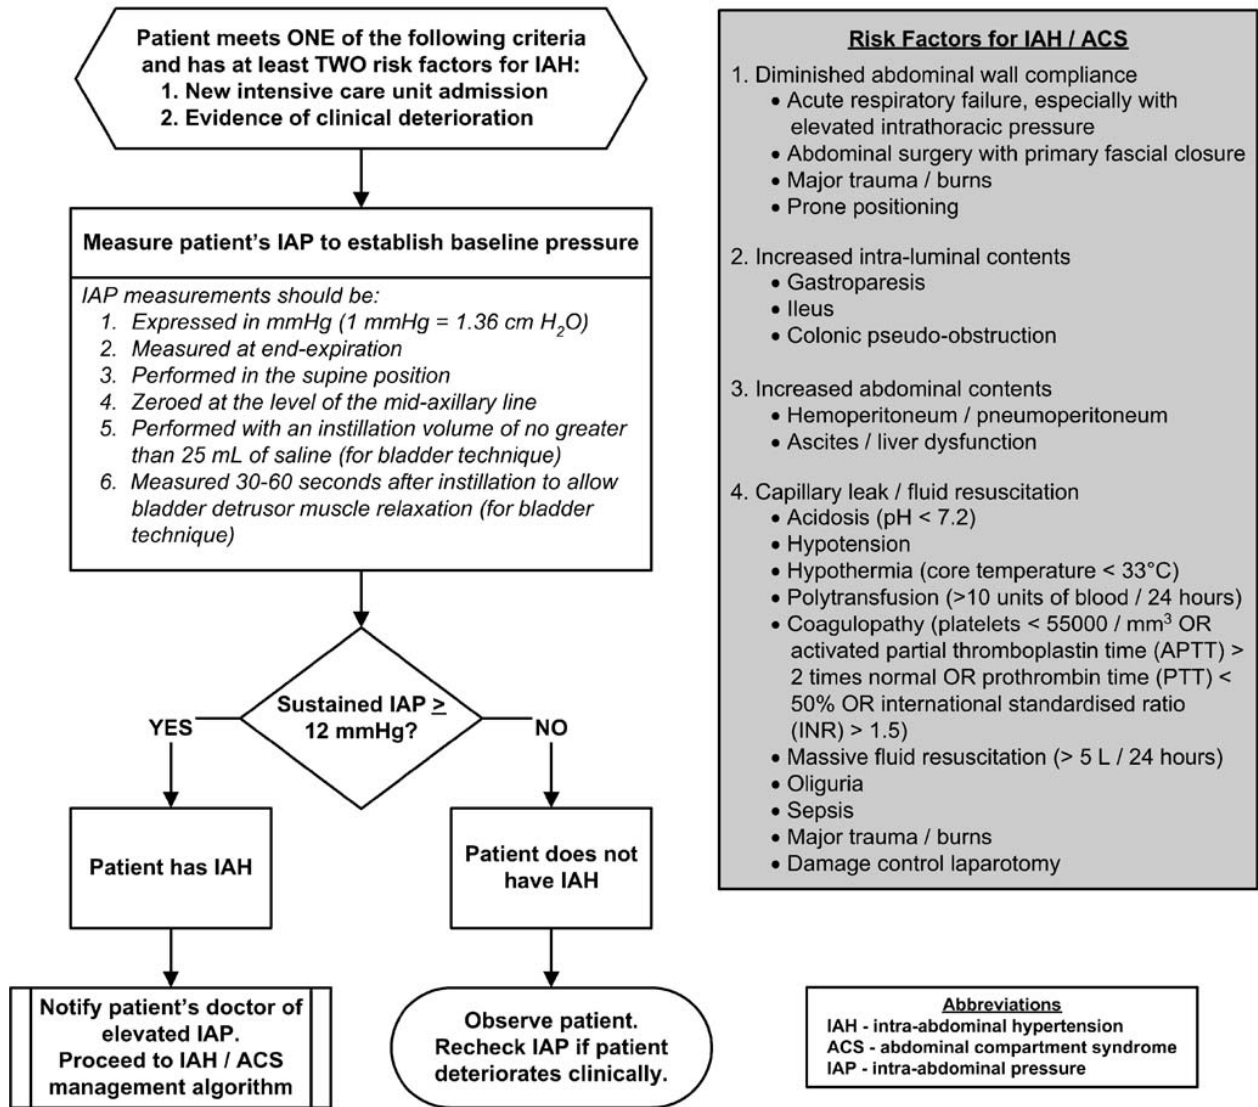 Patient meets ONE of the following criteria
and has at least TWO risk factors for IAH:
1. New intensive care unit admission
2. Evidence of clinical deterioration
Measure patient's IAP to establish baseline pressure
IAP measurements should be:
1. Expressed in mmHg (1 mmHg = 1.36 cm H₂O)
2. Measured at end-expiration
3. Performed in the supine position
4. Zeroed at the level of the mid-axillary line
5. Performed with an instillation volume of no greater
than 25 mL of saline (for bladder technique)
6. Measured 30-60 seconds after instillation to allow
bladder detrusor muscle relaxation (for bladder
technique)
Sustained IAP ≥
12 mmHg?
YES
NO
Patient has IAH
Patient does not
have IAH
Notify patient's doctor of
elevated IAP.
Proceed to IAH / ACS
management algorithm
Observe patient.
Recheck IAP if patient
deteriorates clinically.
Risk Factors for IAH / ACS
1. Diminished abdominal wall compliance
• Acute respiratory failure, especially with
elevated intrathoracic pressure
• Abdominal surgery with primary fascial closure
• Major trauma / burns
• Prone positioning
2. Increased intra-luminal contents
• Gastroparesis
• Ileus
• Colonic pseudo-obstruction
3. Increased abdominal contents
• Hemoperitoneum / pneumoperitoneum
• Ascites / liver dysfunction
4. Capillary leak / fluid resuscitation
• Acidosis (pH < 7.2)
• Hypotension
• Hypothermia (core temperature < 33°C)
• Polytransfusion (>10 units of blood / 24 hours)
• Coagulopathy (platelets < 55000 / mm³ OR
activated partial thromboplastin time (APTT) >
2 times normal OR prothrombin time (PTT) <
50% OR international standardised ratio
(INR) > 1.5)
• Massive fluid resuscitation (> 5 L / 24 hours)
• Oliguria
• Sepsis
• Major trauma / burns
• Damage control laparotomy
Abbreviations
IAH - intra-abdominal hypertension
ACS - abdominal compartment syndrome
IAP - intra-abdominal pressure